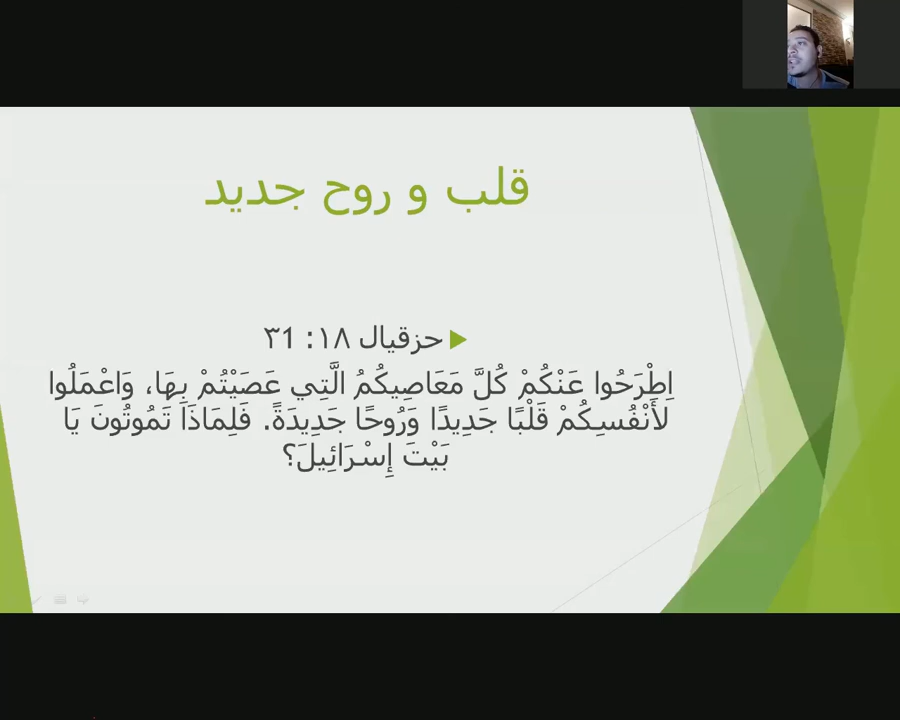 قلب و روح جديد
حزقيال ١٨: ٣1
اِطْرَحُوا عَنْكُمْ كُلَّ مَعَاصِيكُمُ الَّتِي عَصَيْتُمْ بِهَا، وَاعْمَلُوا
لأَنْفُسِكُمْ قَلْبًا جَدِيدًا وَرُوحًا جَدِيدَةً. فَلِمَاذَا تَمُوتُونَ يَا
بَيْتَ إِسْرَائِيلَ؟